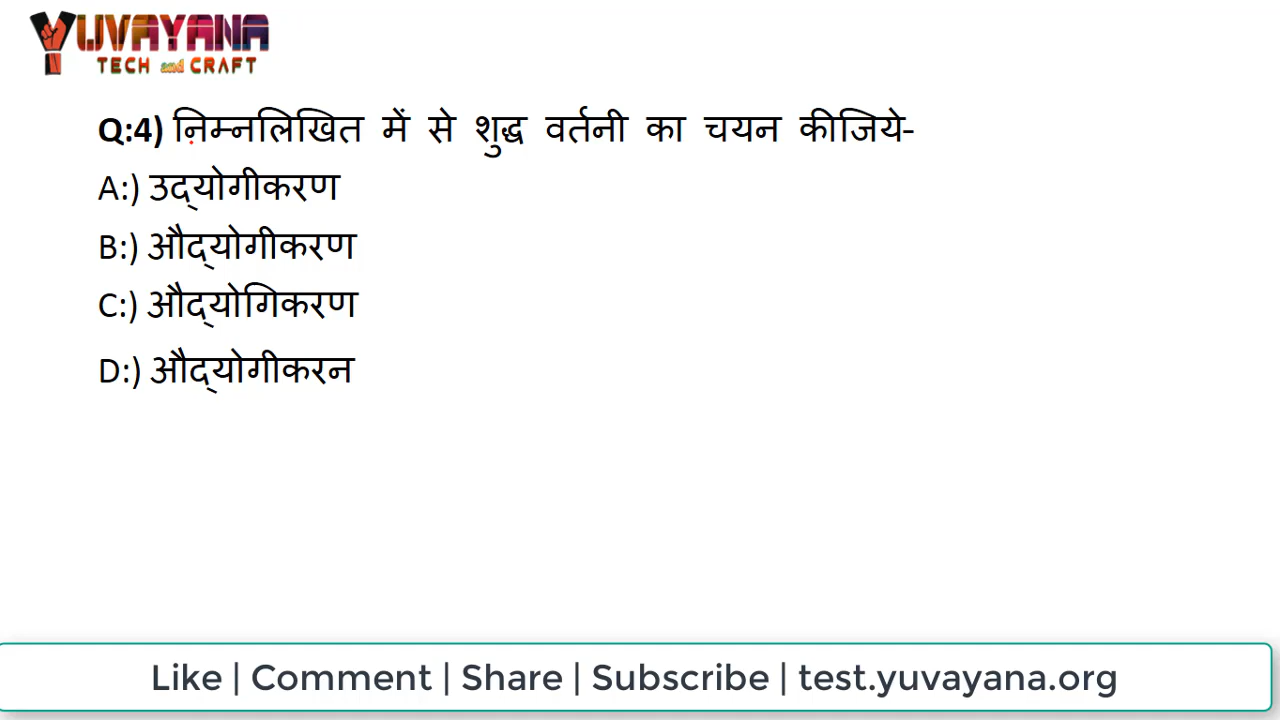 YUVAYANA
TECH and CRAFT
Q:4) निम्नलिखित में से शुद्ध वर्तनी का चयन कीजिये-
A:) उद्योगीकरण
B:) औद्योगीकरण
C:) औद्योगिकरण
D:) औद्योगीकरन
Like | Comment | Share | Subscribe | test.yuvayana.org